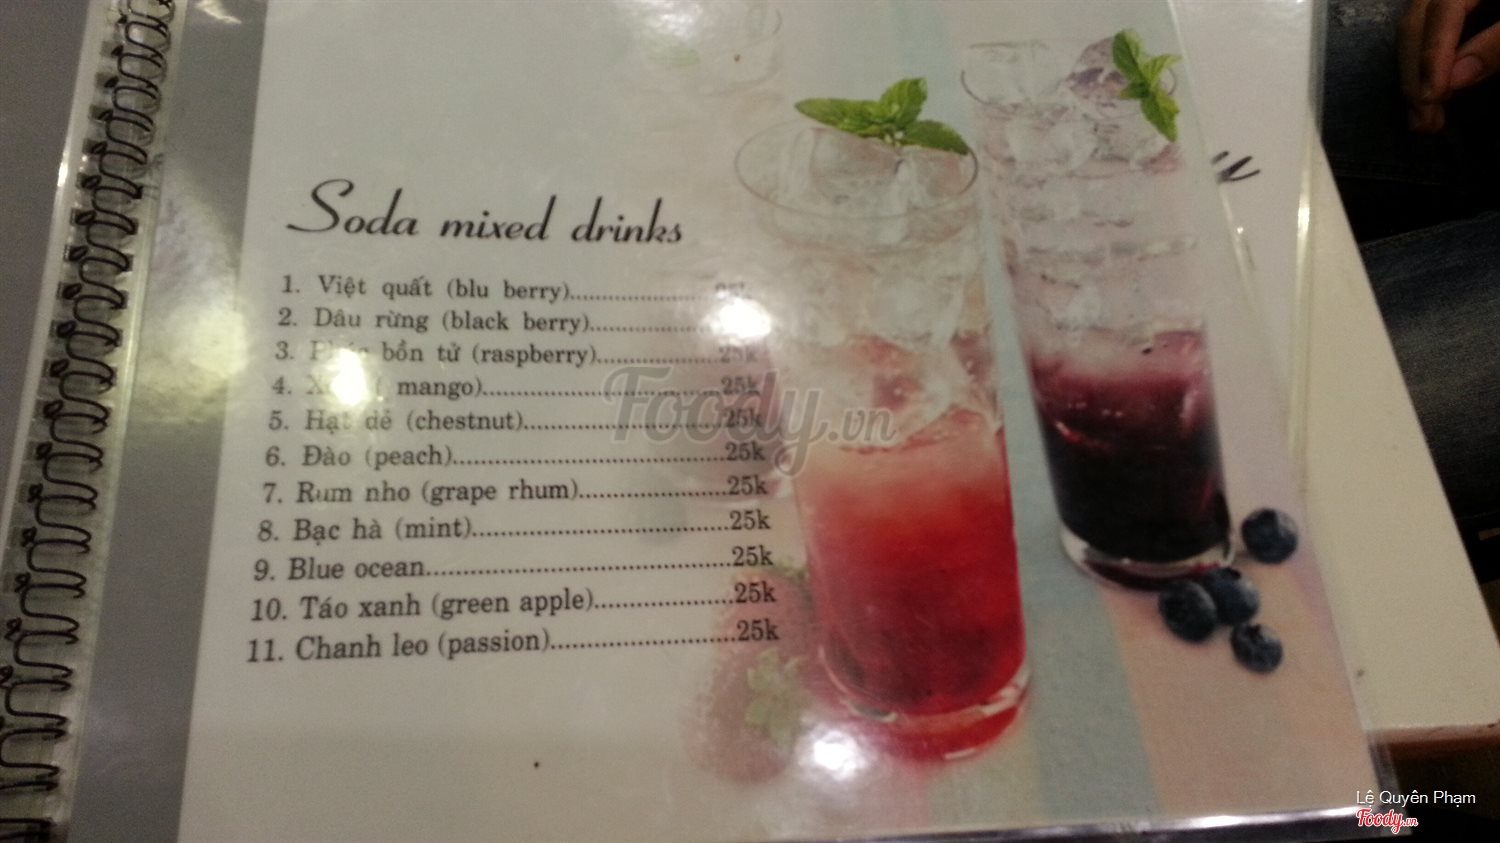 Soda mixed drinks
1. Việt quất (blu berry)........................
2. Dâu rừng (black berry).....................
3. bồn tử (raspberry)....................25k
4. ( mango)......................................25k
5. Hạt dẻ (chestnut).................................25k
6. Đào (peach)..........................................25k
7. Rum nho (grape rhum).......................25k
8. Bạc hà (mint).......................................25k
9. Blue ocean............................................25k
10. Táo xanh (green apple).....................25k
11. Chanh leo (passion)............................25k
Foody.vn
Lệ Quyên Phạm
Foody.vn